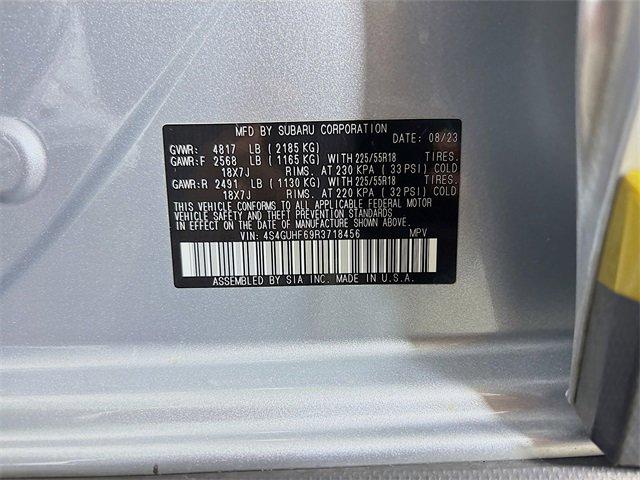 MFD BY SUBARU CORPORATION
DATE: 08/23
GVWR: 4817 LB (2185 KG)
GAWR:F 2568 LB (1165 KG) WITH 225/55R18 TIRES.
18X7J RIMS. AT 230 KPA (33 PSI) COLD
GAWR:R 2491 LB (1130 KG) WITH 225/55R18 TIRES.
18X7J RIMS. AT 220 KPA (32 PSI) COLD
THIS VEHICLE CONFORMS TO ALL APPLICABLE FEDERAL MOTOR
VEHICLE SAFETY AND THEFT PREVENTION STANDARDS
IN EFFECT ON THE DATE OF MANUFACTURE SHOWN ABOVE.
VIN: 4S4GUHF69R3718456 MPV
ASSEMBLED BY SIA INC. MADE IN U.S.A.